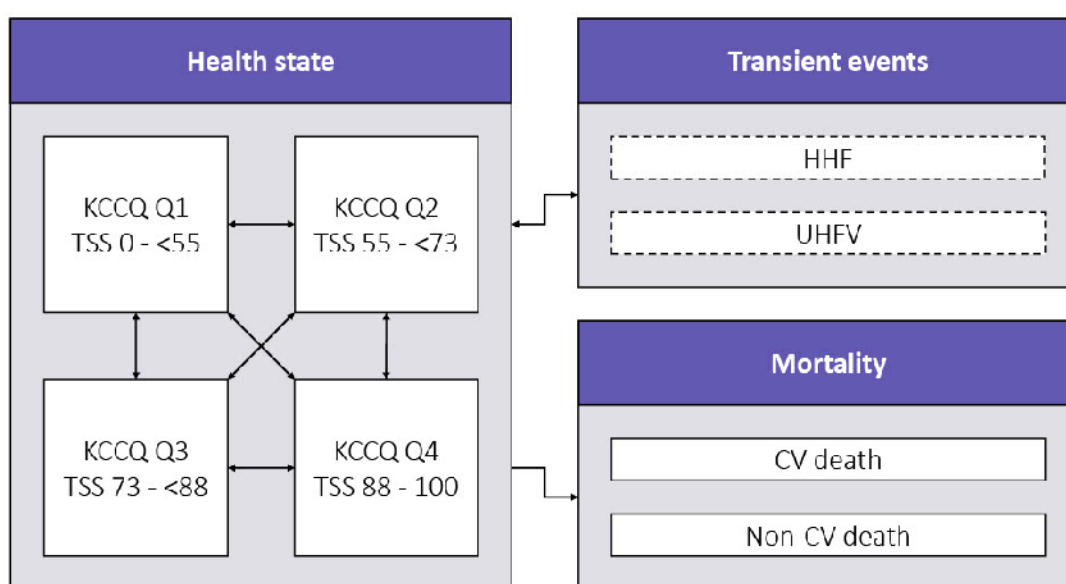 Health state
KCCQ Q1
TSS 0 - <55
KCCQ Q2
TSS 55 - <73
KCCQ Q3
TSS 73 - <88
KCCQ Q4
TSS 88 - 100
Transient events
HHF
UHFV
Mortality
CV death
Non CV death